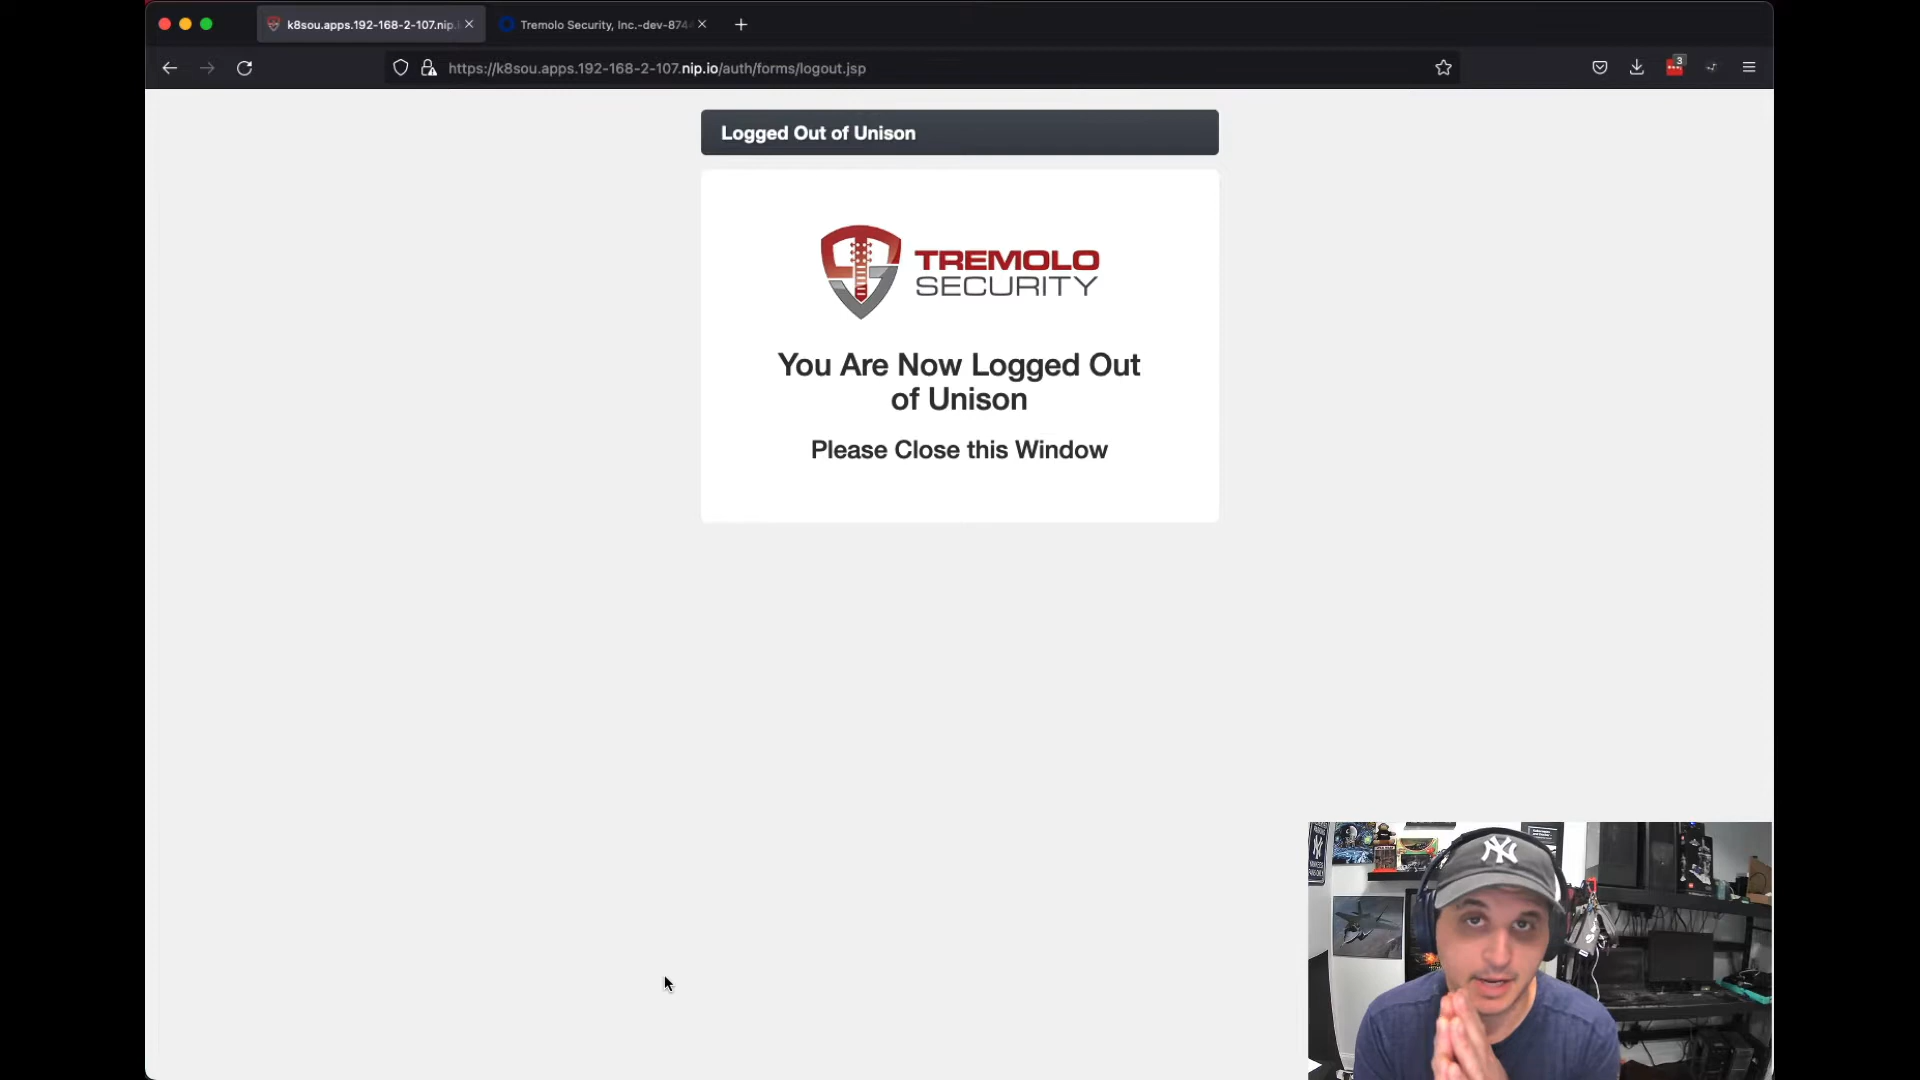 k8sou.apps.192-168-2-107.nip.
Tremolo Security, Inc.-dev-874
https://k8sou.apps.192-168-2-107.nip.io/auth/forms/logout.jsp
3
Logged Out of Unison
TREMOLO
SECURITY
You Are Now Logged Out
of Unison
Please Close this Window
NY